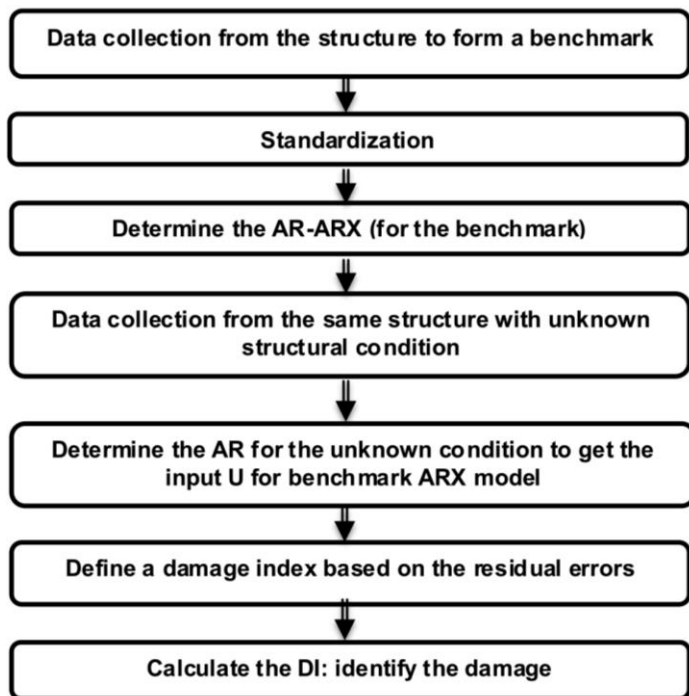 Data collection from the structure to form a benchmark
Standardization
Determine the AR-ARX (for the benchmark)
Data collection from the same structure with unknown
structural condition
Determine the AR for the unknown condition to get the
input U for benchmark ARX model
Define a damage index based on the residual errors
Calculate the DI: identify the damage